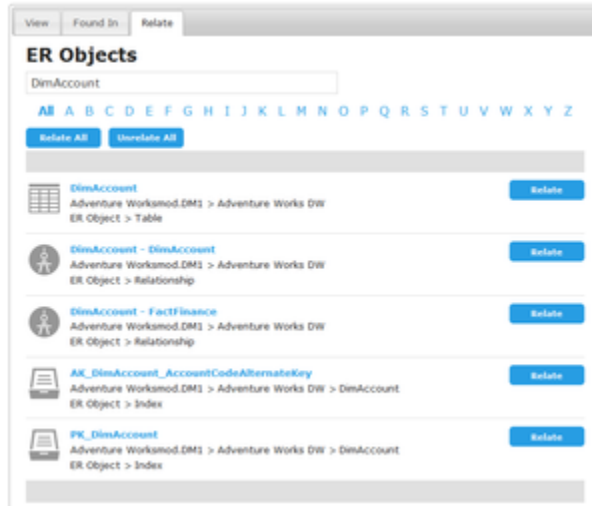 View Found In Relate
ER Objects
DimAccount
All A B C D E F G H I J K L M N O P Q R S T U V W X Y Z
Relate All Unrelate All
DimAccount Relate
Adventure Worksmod.DM1 > Adventure Works DW
ER Object > Table
DimAccount - DimAccount Relate
Adventure Worksmod.DM1 > Adventure Works DW
ER Object > Relationship
DimAccount - FactFinance Relate
Adventure Worksmod.DM1 > Adventure Works DW
ER Object > Relationship
AK_DimAccount_AccountCodeAlternateKey Relate
Adventure Worksmod.DM1 > Adventure Works DW > DimAccount
ER Object > Index
PK_DimAccount Relate
Adventure Worksmod.DM1 > Adventure Works DW > DimAccount
ER Object > Index